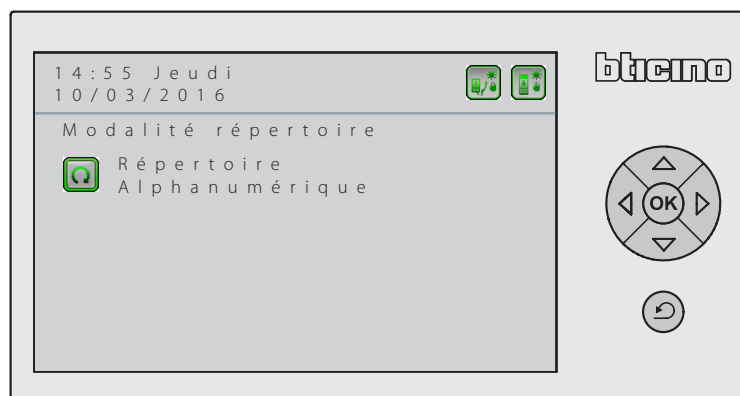 14:55 Jeudi
10/03/2016
bticino
Modalité répertoire
Répertoire
Alphanumérique
OK